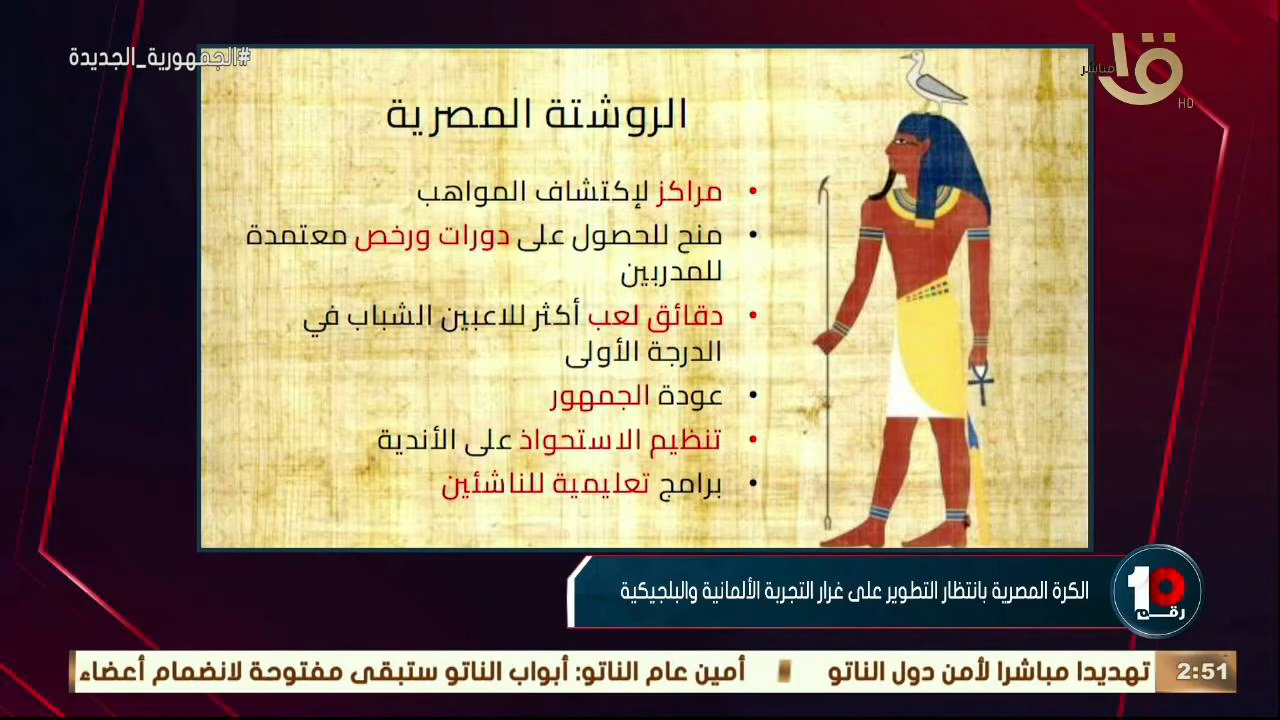 #الجمهورية_الجديدة
مباشر
HD
الروشتة المصرية
• مراكز لإكتشاف المواهب
• منح للحصول على دورات ورخص معتمدة
للمدربين
• دقائق لعب أكثر للاعبين الشباب في
الدرجة الأولى
• عودة الجمهور
• تنظيم الاستحواذ على الأندية
• برامج تعليمية للناشئين
الكرة المصرية بانتظار التطوير على غرار التجربة الألمانية والبلجيكية
رقم 10
2:51 تهديدا مباشرا لأمن دول الناتو أمين عام الناتو: أبواب الناتو ستبقى مفتوحة لانضمام أعضاء